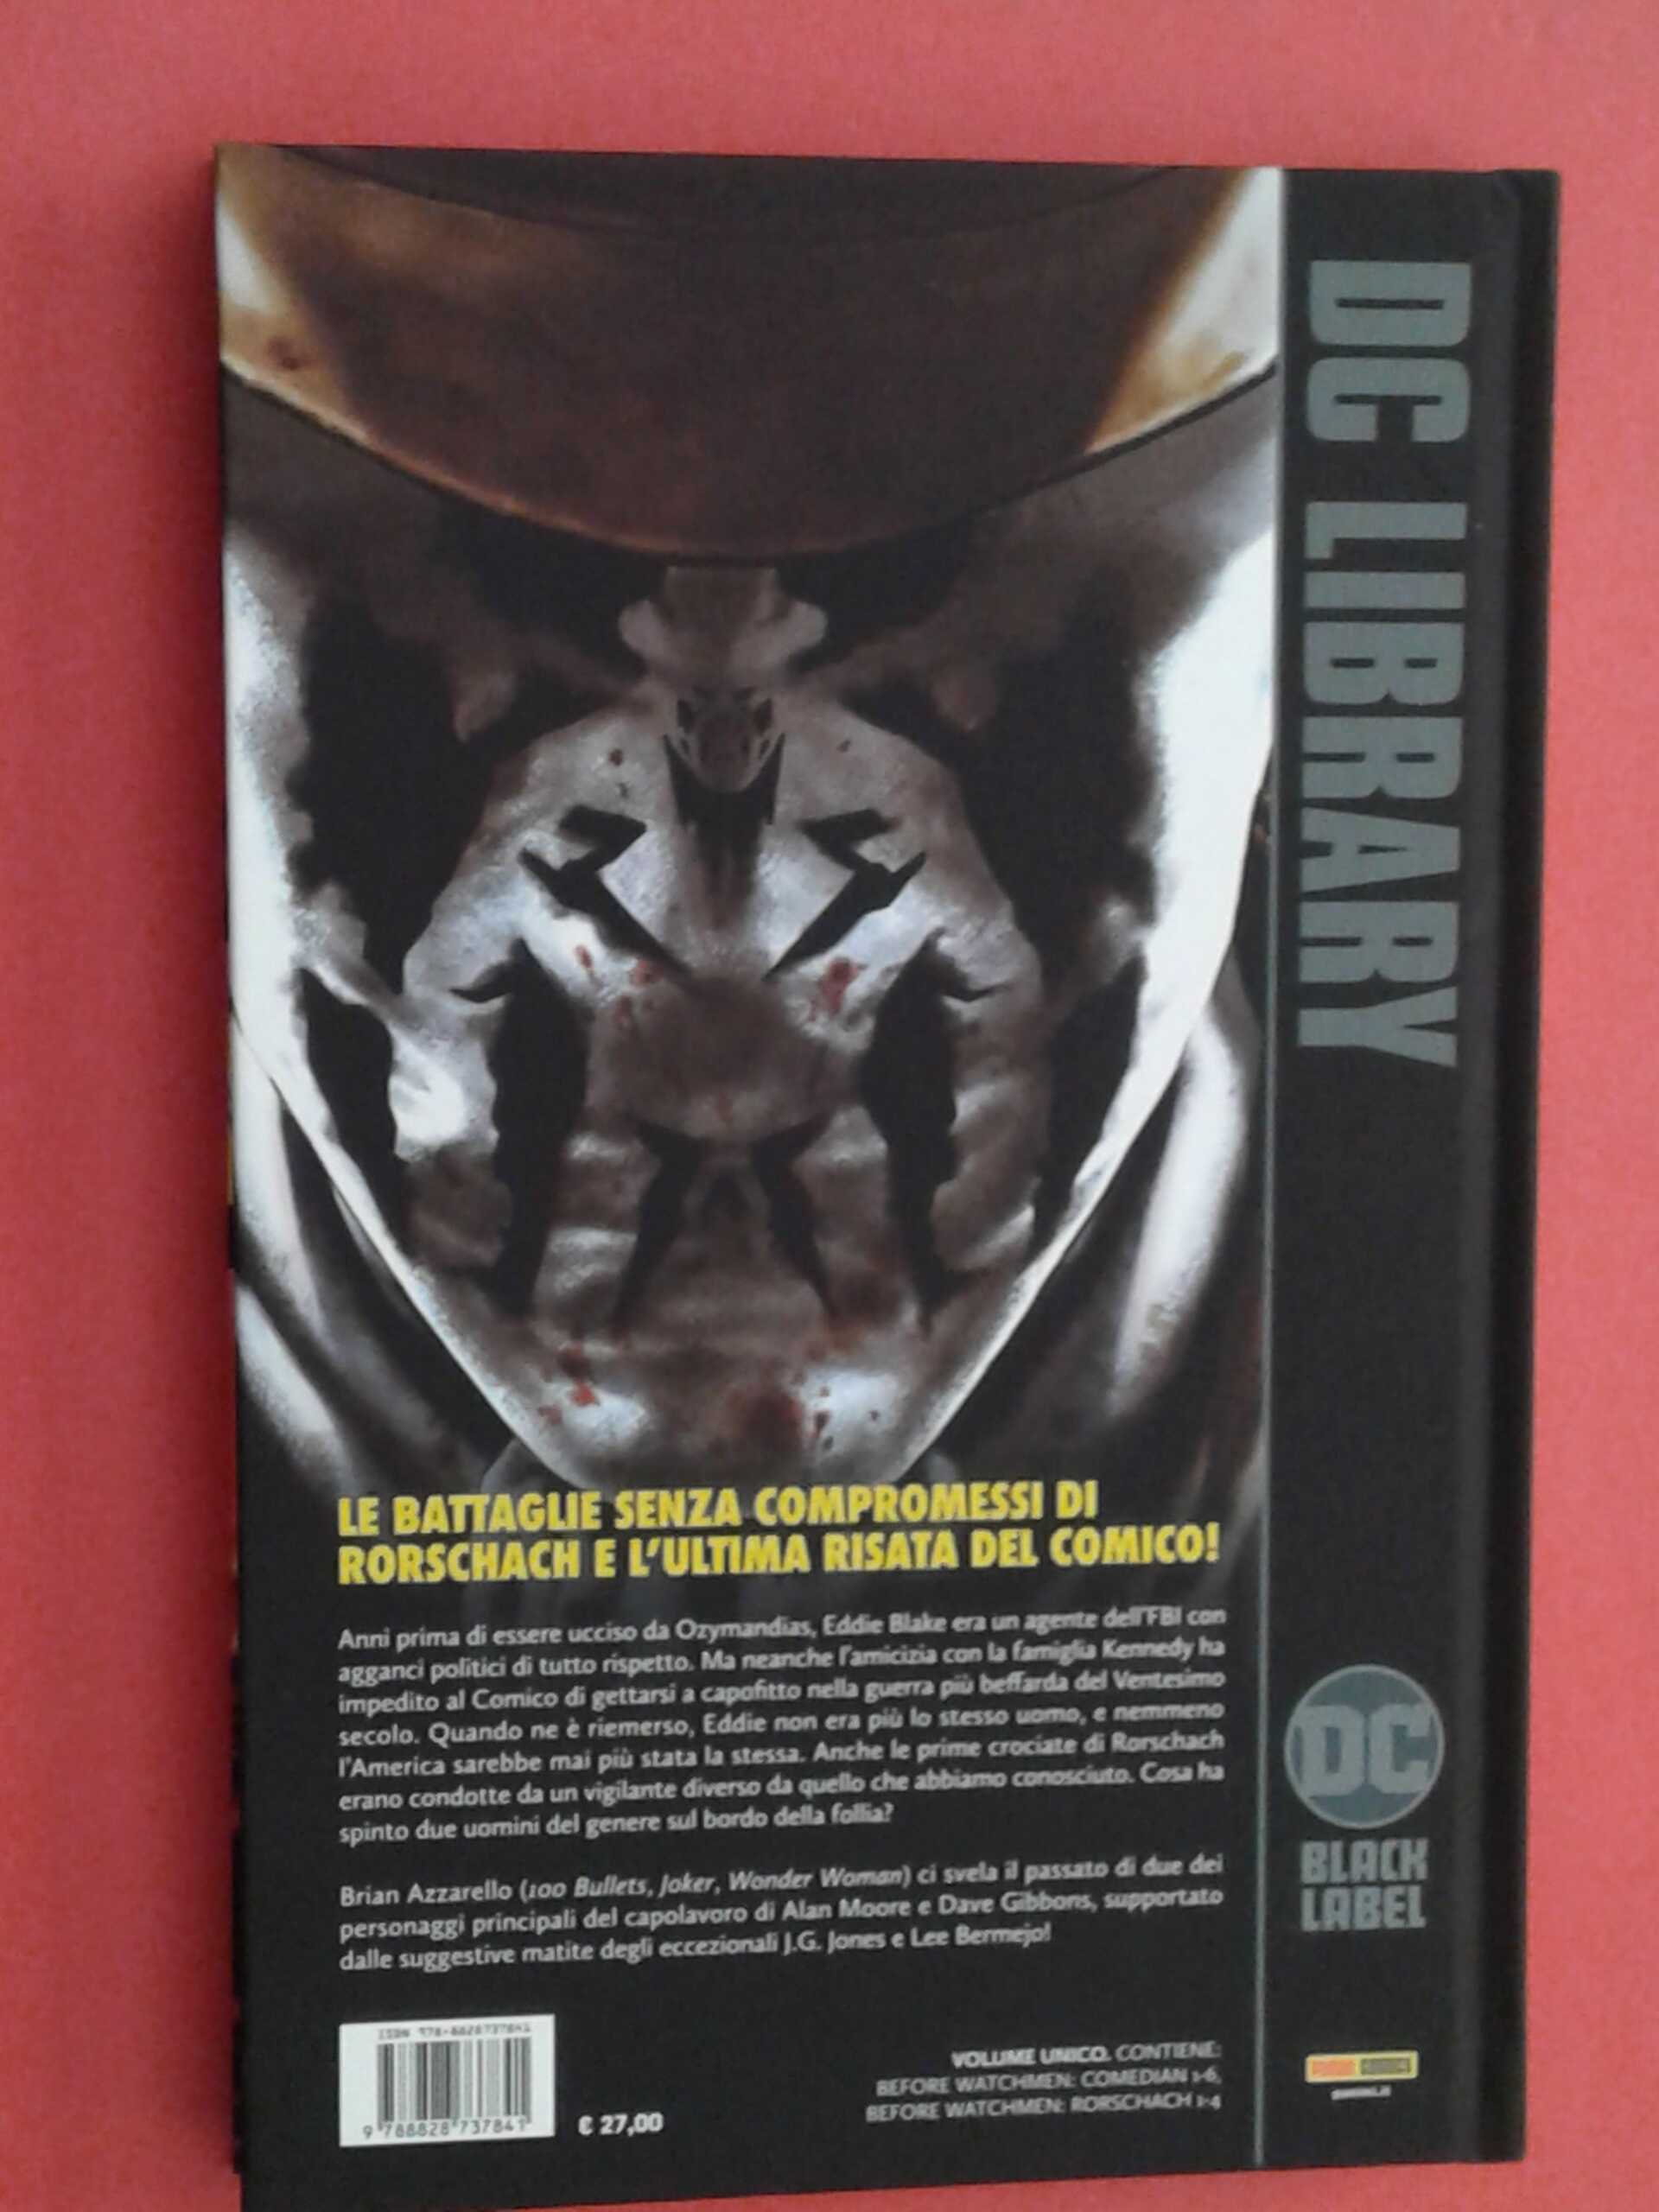 DC LIBRARY
LE BATTAGLIE SENZA COMPROMESSI DI
RORSCHACH E L'ULTIMA RISATA DEL COMICO!
Anni prima di essere ucciso da Ozymandias, Eddie Blake era un agente dell'FBI con
agganci politici di tutto rispetto. Ma neanche l'amicizia con la famiglia Kennedy ha
impedito al Comico di gettarsi a capofitto nella guerra più beffarda del Ventesimo
secolo. Quando ne è riemerso, Eddie non era più lo stesso uomo, e nemmeno
l'America sarebbe mai più stata la stessa. Anche le prime crociate di Rorschach
erano condotte da un vigilante diverso da quello che abbiamo conosciuto. Cosa ha
spinto due uomini del genere sul bordo della follia?
Brian Azzarello (100 Bullets, Joker, Wonder Woman) ci svela il passato di due dei
personaggi principali del capolavoro di Alan Moore e Dave Gibbons, supportato
dalle suggestive matite degli eccezionali J.G. Jones e Lee Bermejo!
ISBN 978-8828737841
9 788828 737841
€ 27,00
VOLUME UNICO. CONTIENE:
BEFORE WATCHMEN: COMEDIAN 1-6,
BEFORE WATCHMEN: RORSCHACH 1-4
DC
BLACK
LABEL